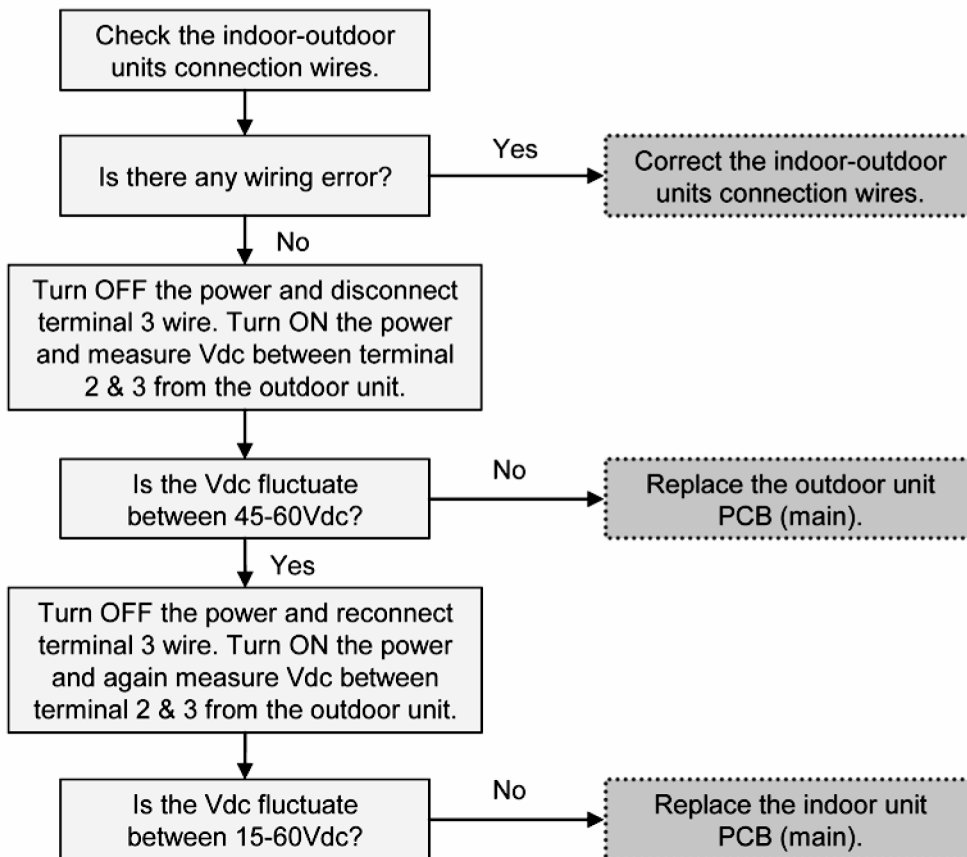 Check the indoor-outdoor
units connection wires.
Is there any wiring error?
Yes
Correct the indoor-outdoor
units connection wires.
No
Turn OFF the power and disconnect
terminal 3 wire. Turn ON the power
and measure Vdc between terminal
2 & 3 from the outdoor unit.
Is the Vdc fluctuate
between 45-60Vdc?
No
Replace the outdoor unit
PCB (main).
Yes
Turn OFF the power and reconnect
terminal 3 wire. Turn ON the power
and again measure Vdc between
terminal 2 & 3 from the outdoor unit.
Is the Vdc fluctuate
between 15-60Vdc?
No
Replace the indoor unit
PCB (main).